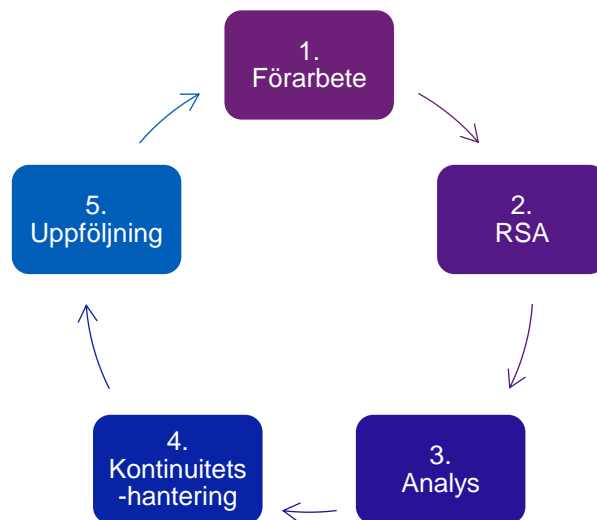 1.
Förarbete
2.
RSA
3.
Analys
4.
Kontinuitets
-hantering
5.
Uppföljning